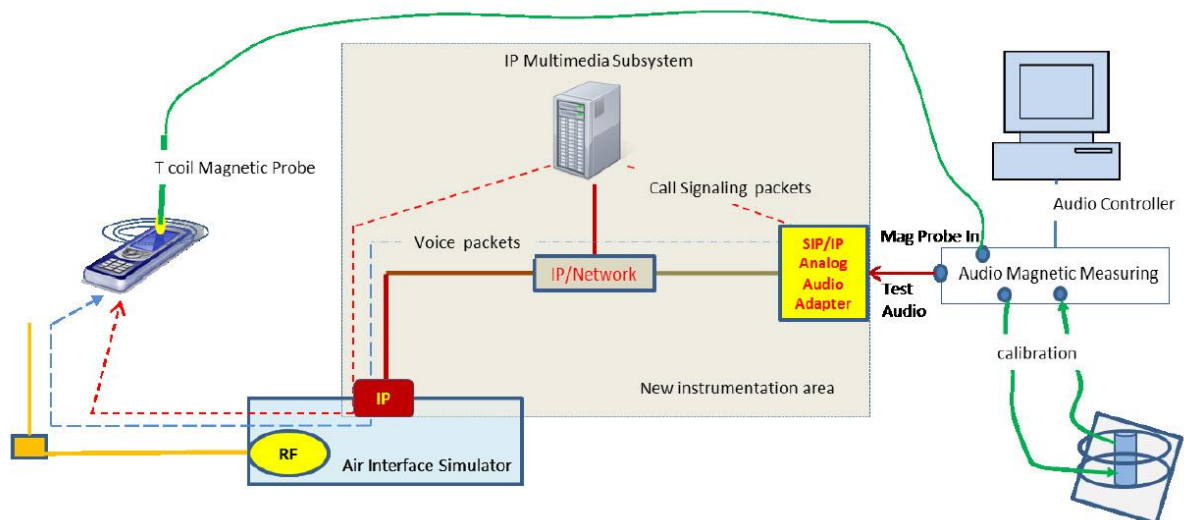 IP Multimedia Subsystem
T coil Magnetic Probe
Call Signaling packets
Audio Controller
Voice packets
SIP/IP
Analog
Audio
Adapter
Mag Probe In
IP/Network
Audio Magnetic Measuring
Test
Audio
calibration
New instrumentation area
IP
RF
Air Interface Simulator